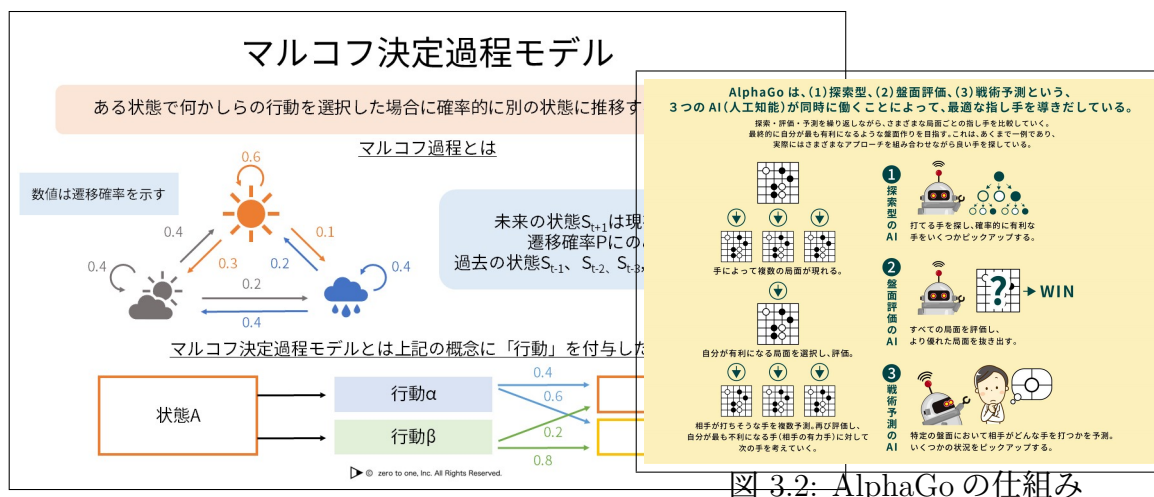 マルコフ決定過程モデル
ある状態で何かしらの行動を選択した場合に確率的に別の状態に推移す
マルコフ過程とは
数値は遷移確率を示す
0.6
0.4
0.3
0.1
0.2
0.4
0.4
0.2
0.4
未来の状態St+1は現
遷移確率Pにの
過去の状態St-1、St-2、St-3,
マルコフ決定過程モデルとは上記の概念に「行動」を付与した
状態A
行動α
行動β
0.4
0.6
0.2
0.8
© zero to one, Inc. All Rights Reserved.
AlphaGo は、(1)探索型、(2)盤面評価、(3)戦術予測という、
3つの AI(人工知能)が同時に働くことによって、最適な指し手を導きだしている。
探索・評価・予測を繰り返しながら、さまざまな局面ごとの指し手を比較していく。
最終的に自分が最も有利になるような盤面作りを目指す。これは、あくまで一例であり、
実際にはさまざまなアプローチを組み合わせながら良い手を探している。
手によって複数の局面が現れる。
自分が有利になる局面を選択し、評価。
相手が打ちそうな手を複数予測。再び評価し、
自分が最も不利になる手(相手の有力手)に対して
次の手を考えていく。
1
探索型のAI
打てる手を探し、確率的に有利な
手をいくつかピックアップする。
2
盤面評価のAI
?
WIN
すべての局面を評価し、
より優れた局面を抜き出す。
3
戦術予測のAI
特定の盤面において相手がどんな手を打つかを予測。
いくつかの状況をピックアップする。
図 3.2: AlphaGo の仕組み